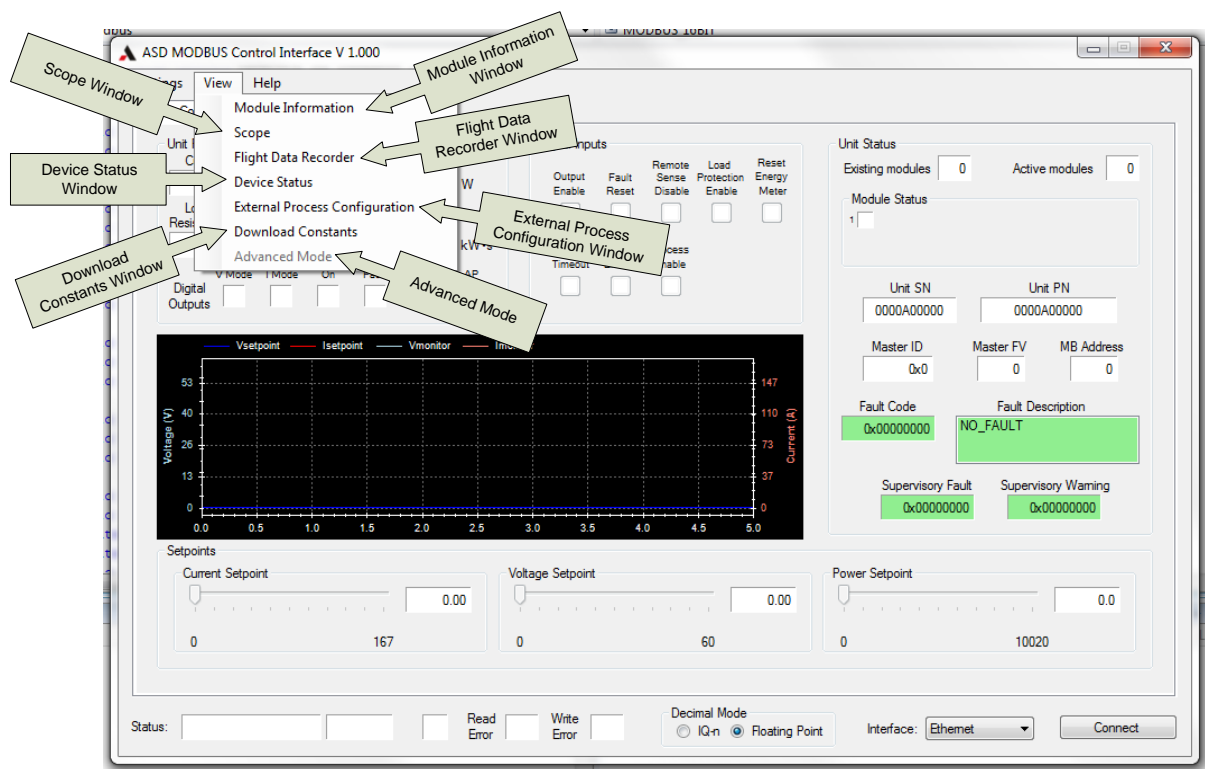 MODBUS 16BIT
ASD MODBUS Control Interface V 1.000
View Help
Module Information
Scope
Flight Data Recorder
Device Status
External Process Configuration
Download Constants
Advanced Mode
Scope Window
Module Information
Window
Flight Data
Recorder Window
Device Status
Window
External Process
Configuration Window
Download
Constants Window
Advanced Mode
W
Output
Enable
Fault
Reset
Remote
Sense
Disable
Load
Protection
Enable
Reset
Energy
Meter
Timeout
V Mode I Mode On
Digital
Outputs
Unit Status
Existing modules 0 Active modules 0
Module Status
1
Unit SN Unit PN
0000A00000 0000A00000
Master ID Master FV MB Address
0x0 0 0
Fault Code Fault Description
0x00000000 NO_FAULT
Supervisory Fault Supervisory Warning
0x00000000 0x00000000
Vsetpoint Isetpoint Vmonitor
Voltage (V)
53
40
26
13
0
147
110
73
37
0
Current (A)
0.0 0.5 1.0 1.5 2.0 2.5 3.0 3.5 4.0 4.5 5.0
Setpoints
Current Setpoint
0.00
0 167
Voltage Setpoint
0.00
0 60
Power Setpoint
0.0
0 10020
Status:
Read
Error
Write
Error
Decimal Mode
IQ-n Floating Point
Interface: Ethernet
Connect